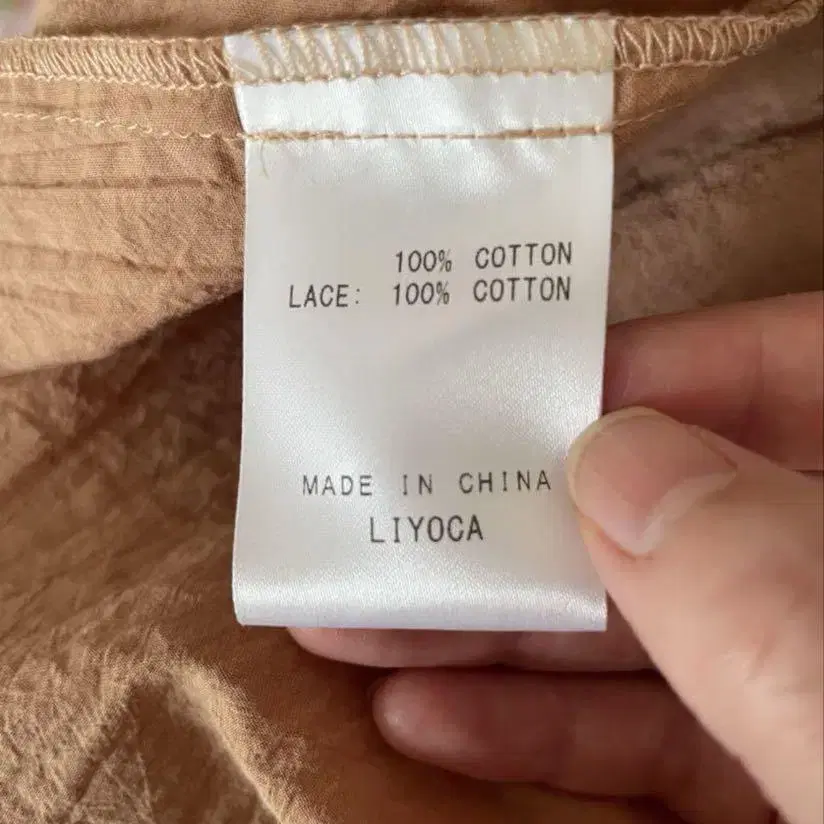 100% COTTON
LACE: 100% COTTON
MADE IN CHINA
LIYOCA